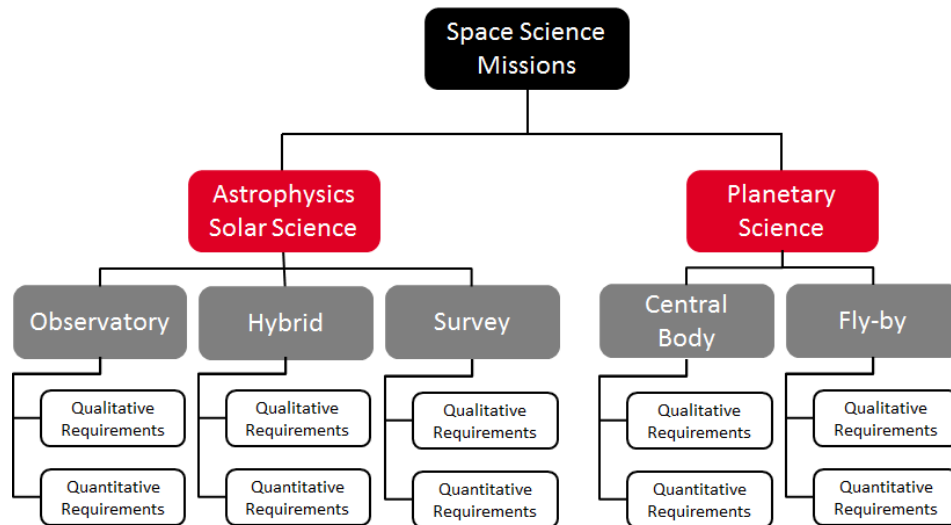 Space Science
Missions
Astrophysics
Solar Science
Planetary
Science
Observatory
Hybrid
Survey
Central
Body
Fly-by
Qualitative
Requirements
Qualitative
Requirements
Qualitative
Requirements
Qualitative
Requirements
Qualitative
Requirements
Quantitative
Requirements
Quantitative
Requirements
Quantitative
Requirements
Quantitative
Requirements
Quantitative
Requirements